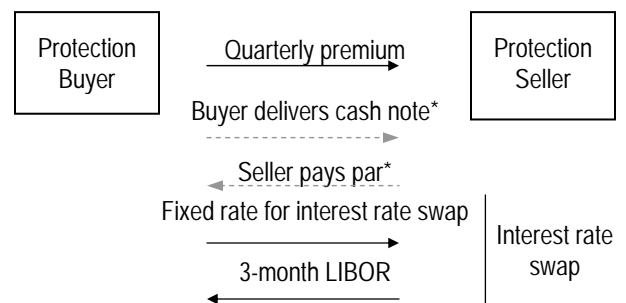 Protection
Buyer
Quarterly premium
Protection
Seller
Buyer delivers cash note*
Seller pays par*
Fixed rate for interest rate swap
3-month LIBOR
Interest rate
swap